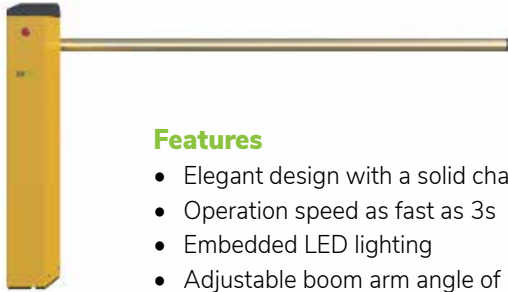 Features
• Elegant design with a solid cha
• Operation speed as fast as 3s
• Embedded LED lighting
• Adjustable boom arm angle of